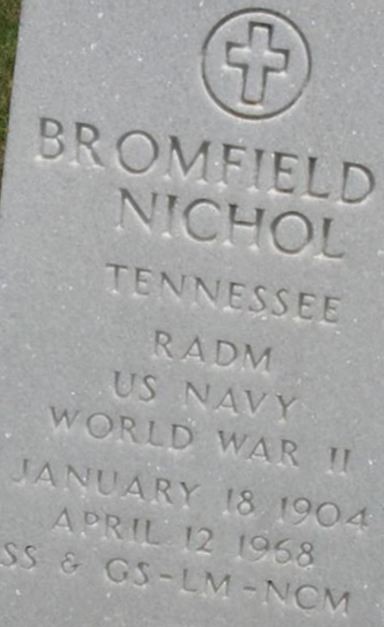 BROMFIELD
NICHOL
TENNESSEE
RADM
US NAVY
WORLD WAR II
JANUARY 18 1904
APRIL 12 1968
SS & GS-LM-NCM